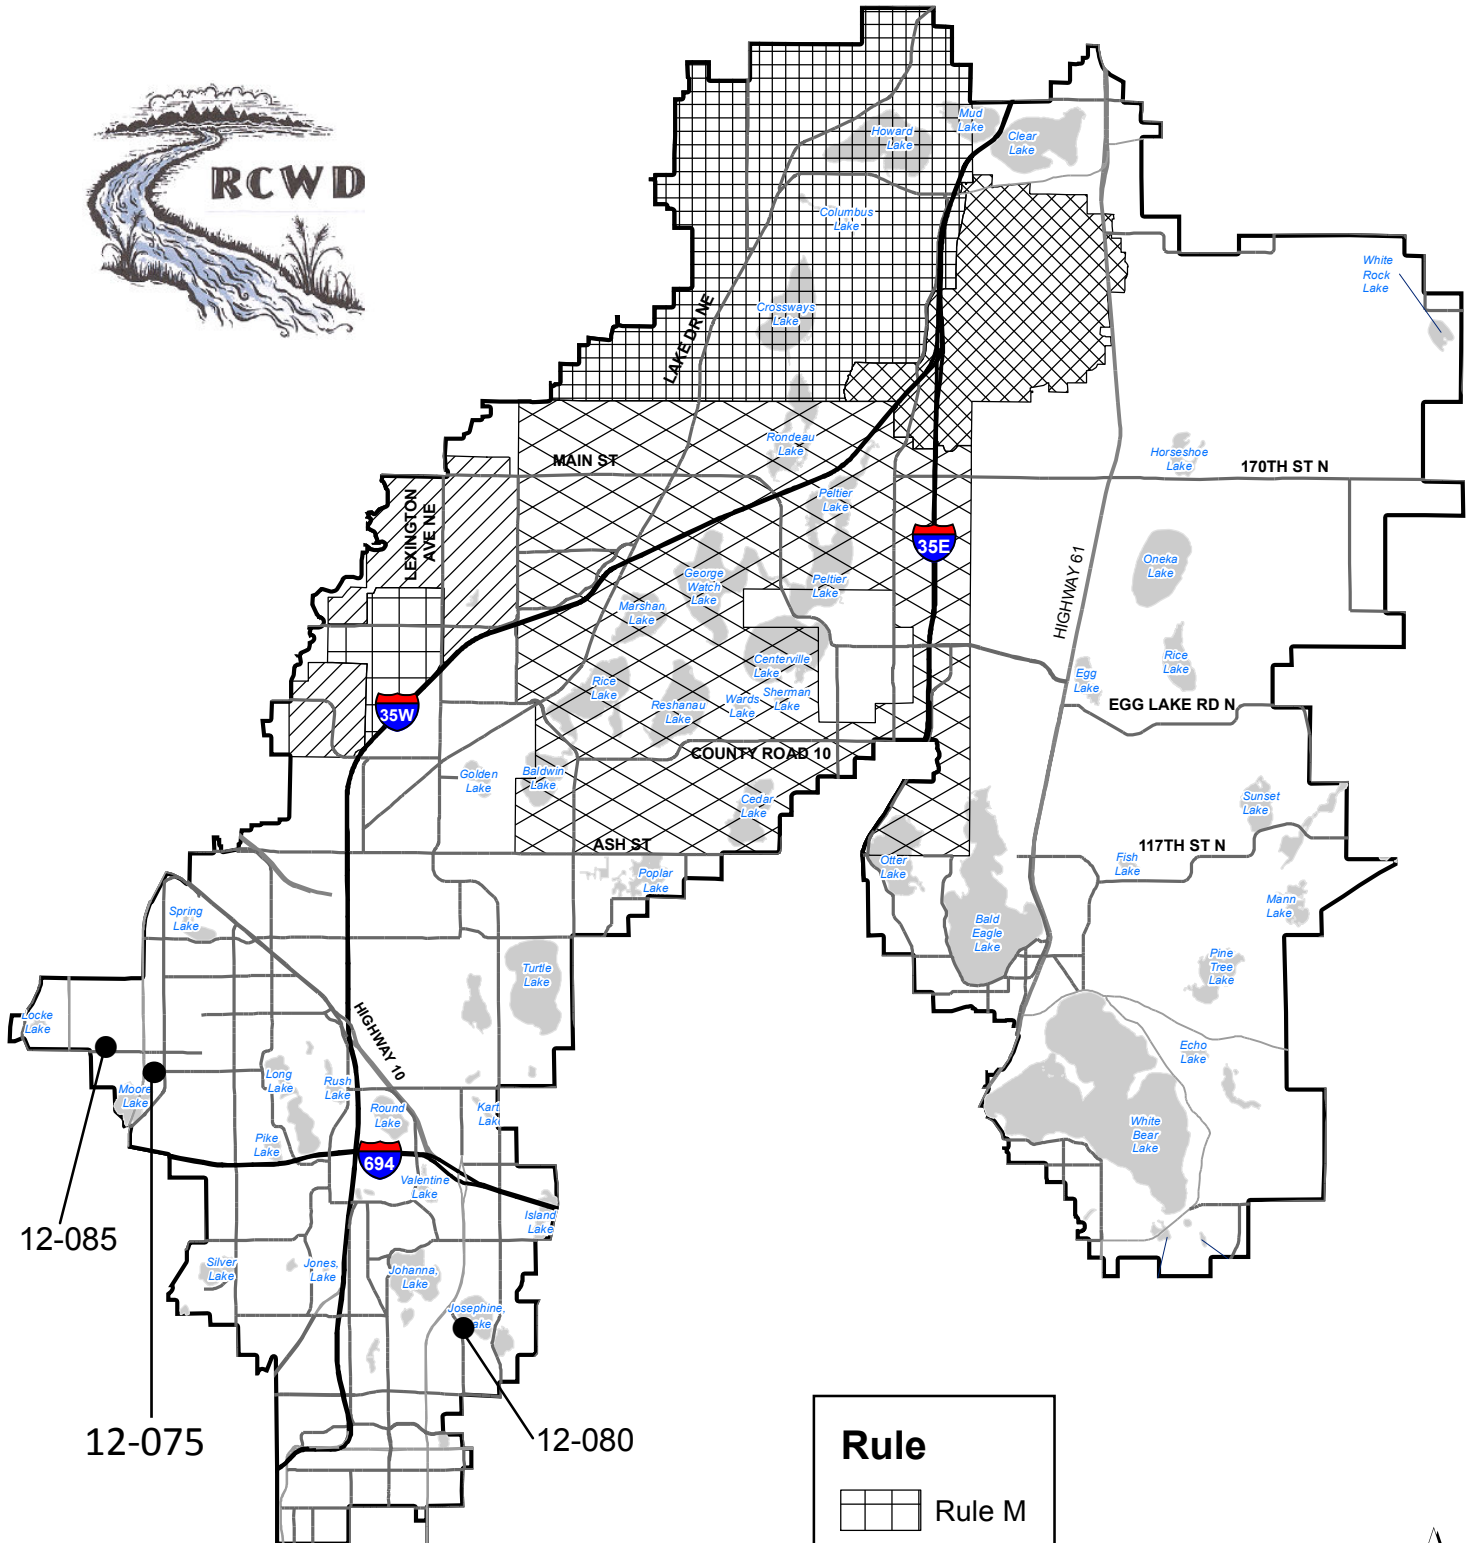 RCWD
Howard
Lake
Mud
Lake
Clear
Lake
Columbus
Lake
White
Rock
Lake
Crossways
Lake
LAKE DR NE
Rondeau
Lake
MAIN ST
Horseshoe
Lake
170TH ST N
Peltier
Lake
LEXINGTON
AVE NE
35E
George
Watch
Lake
Peltier
Lake
Oneka
Lake
HIGHWAY 61
Marshan
Lake
Centerville
Lake
Rice
Lake
Egg
Lake
Rice
Lake
Reshanau
Lake
Wards
Lake
Sherman
Lake
EGG LAKE RD N
35W
COUNTY ROAD 10
Golden
Lake
Baldwin
Lake
Cedar
Lake
Sunset
Lake
ASH ST
117TH ST N
Otter
Lake
Fish
Lake
Poplar
Lake
Mann
Lake
Spring
Lake
Bald
Eagle
Lake
Turtle
Lake
Pine
Tree
Lake
Locke
Lake
HIGHWAY 10
Echo
Lake
Long
Lake
Rush
Lake
Moore
Lake
Round
Lake
Kart
Lake
White
Bear
Lake
Pike
Lake
694
Valentine
Lake
Island
Lake
12-085
Silver
Lake
Jones,
Lake
Johanna,
Lake
Josephine,
ake
12-075
12-080
Rule
Rule M